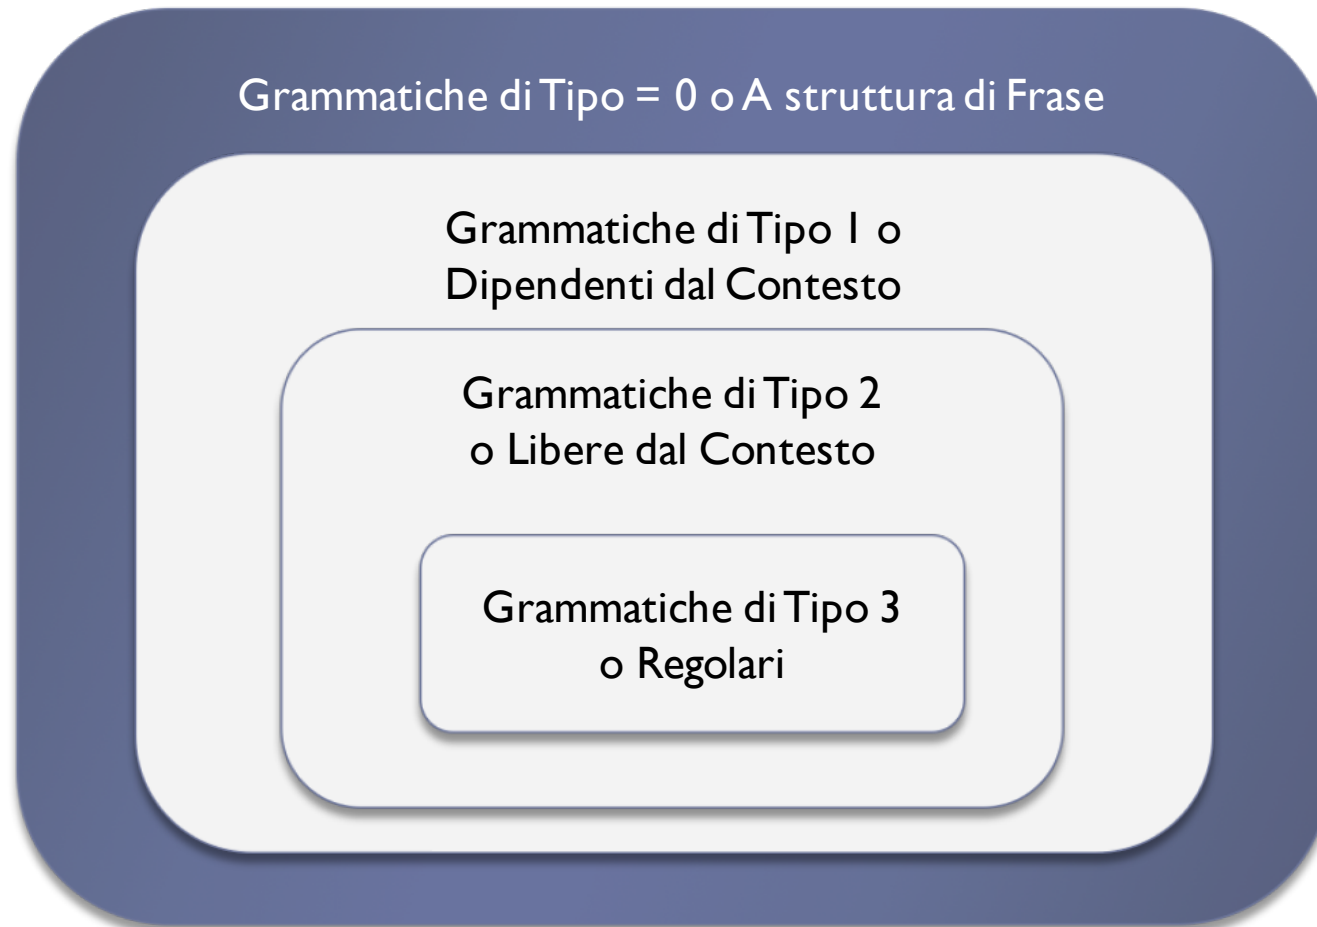 Grammatiche di Tipo = 0 o A struttura di Frase
Grammatiche di Tipo 1 o
Dipendenti dal Contesto
Grammatiche di Tipo 2
o Libere dal Contesto
Grammatiche di Tipo 3
o Regolari